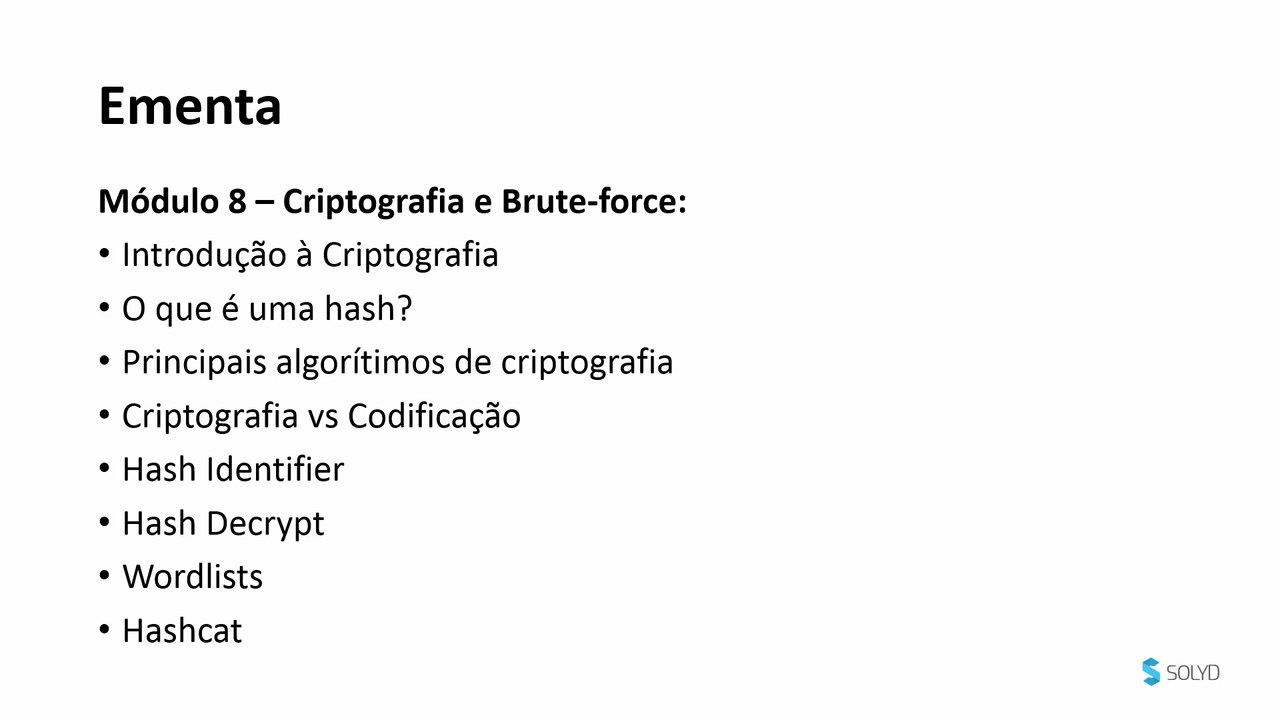 Ementa
Módulo 8 – Criptografia e Brute-force:
• Introdução à Criptografia
• O que é uma hash?
• Principais algorítimos de criptografia
• Criptografia vs Codificação
• Hash Identifier
• Hash Decrypt
• Wordlists
• Hashcat
SOLYD